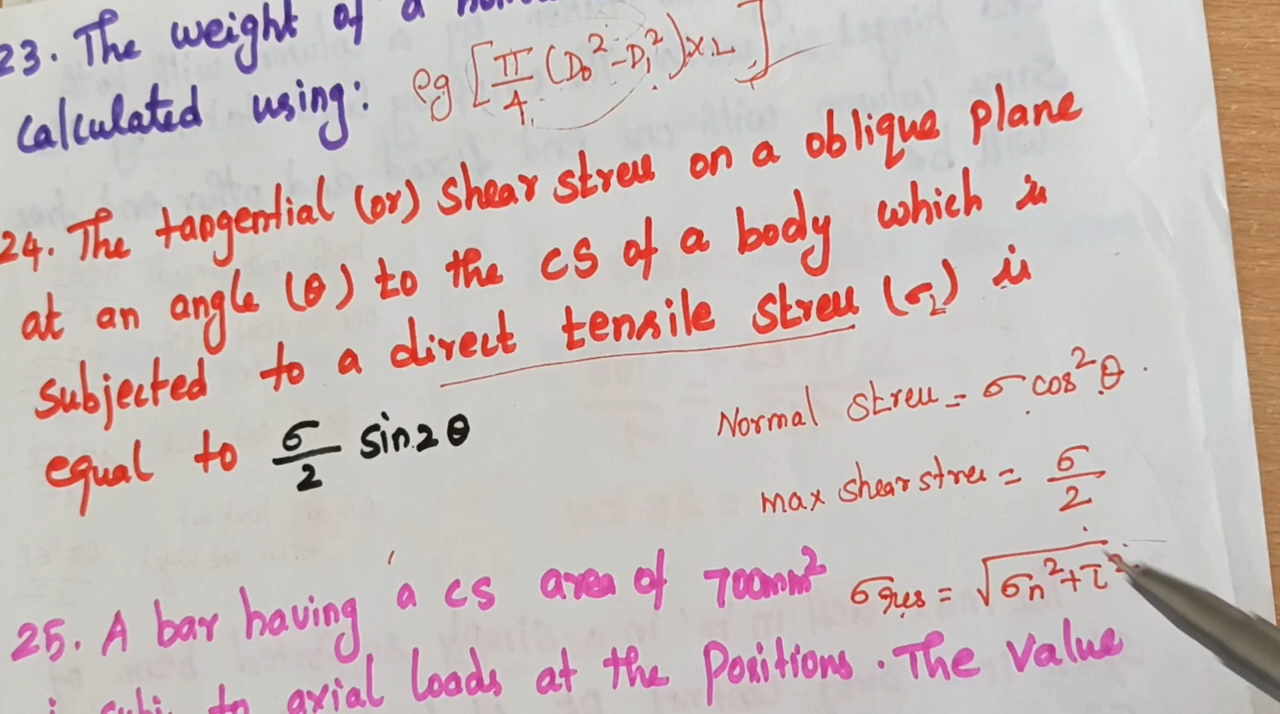 23. The weight of a
calculated using: ρg [π/4 (D₀² - D₁²) × L]
24. The tangential (or) shear stress on a oblique plane
at an angle (θ) to the cs of a body which is
subjected to a direct tensile stress (σ) is
equal to σ/2 sin2θ
Normal stress = σ cos²θ
max shear stress = σ/2
25. A bar having a cs area of 700mm²
σres = √σn²+τ²
to axial loads at the positions. The value